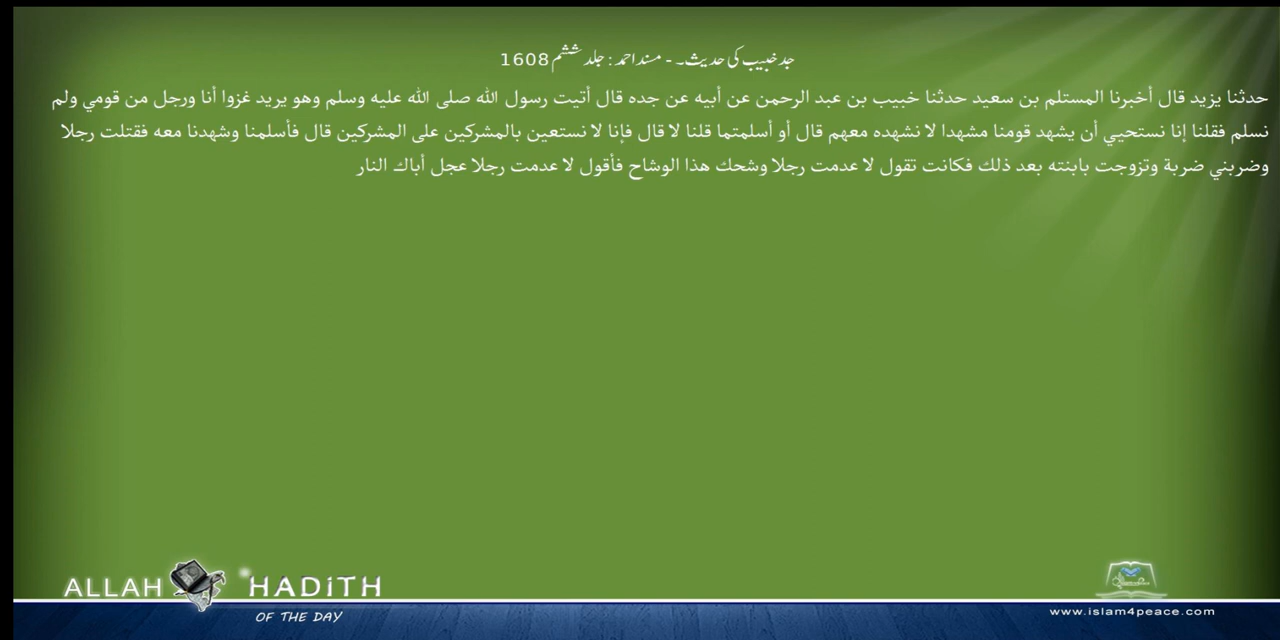 جد خبیب کی حدیث۔ - مسند احمد : جلد ششم 1608
حدثنا يزيد قال أخبرنا المستلم بن سعيد حدثنا خبيب بن عبد الرحمن عن أبيه عن جده قال أتيت رسول الله صلى الله عليه وسلم وهو يريد غزوا أنا ورجل من قومي ولم
نسلم فقلنا إنا نستحيي أن يشهد قومنا مشهدا لا نشهده معهم قال أو أسلمتما قلنا لا قال فإنا لا نستعين بالمشركين على المشركين قال فأسلمنا وشهدنا معه فقتلت رجلا
وضربني ضربة وتزوجت بابنته بعد ذلك فكانت تقول لا عدمت رجلا وشحك هذا الوشاح فأقول لا عدمت رجلا عجل أباك النار
ALLAH HADITH
OF THE DAY
www.islam4peace.com